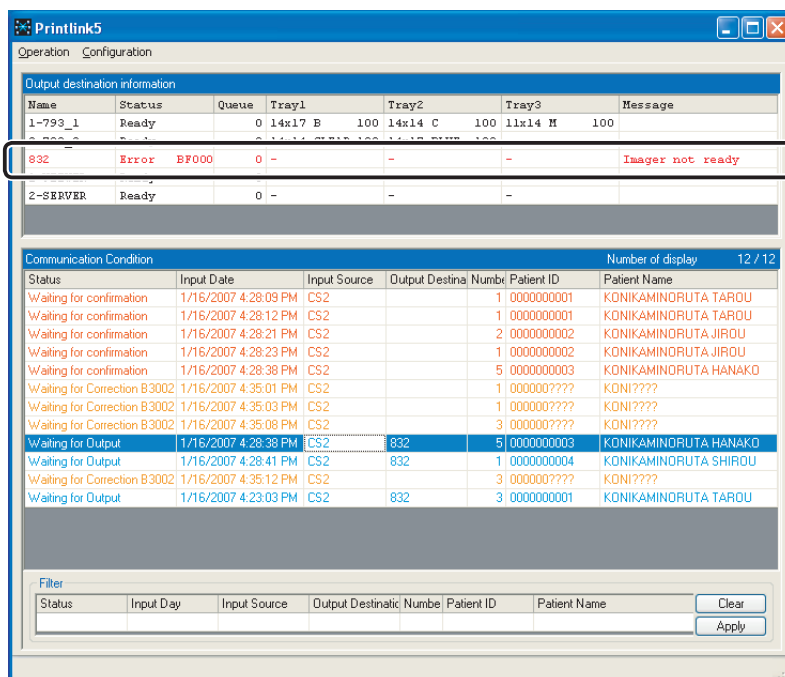 Printlink5
Operation Configuration
Output destination information
Name Status Queue Tray1 Tray2 Tray3 Message
1-793_1 Ready 0 14x17 B 100 14x14 C 100 11x14 M 100
832 Error BF000 0 - - - Imager not ready
2-SERVER Ready 0 - - -
Communication Condition Number of display 12 / 12
Status Input Date Input Source Output Destina Numbe Patient ID Patient Name
Waiting for confirmation 1/16/2007 4:28:09 PM CS2 1 0000000001 KONIKAMINORUTA TAROU
Waiting for confirmation 1/16/2007 4:28:12 PM CS2 1 0000000001 KONIKAMINORUTA TAROU
Waiting for confirmation 1/16/2007 4:28:21 PM CS2 2 0000000002 KONIKAMINORUTA JIROU
Waiting for confirmation 1/16/2007 4:28:23 PM CS2 1 0000000002 KONIKAMINORUTA JIROU
Waiting for confirmation 1/16/2007 4:28:38 PM CS2 5 0000000003 KONIKAMINORUTA HANAKO
Waiting for Correction B3002 1/16/2007 4:35:01 PM CS2 1 000000???? KONI????
Waiting for Correction B3002 1/16/2007 4:35:03 PM CS2 1 000000???? KONI????
Waiting for Correction B3002 1/16/2007 4:35:08 PM CS2 3 000000???? KONI????
Waiting for Output 1/16/2007 4:28:38 PM CS2 832 5 0000000003 KONIKAMINORUTA HANAKO
Waiting for Output 1/16/2007 4:28:41 PM CS2 832 1 0000000004 KONIKAMINORUTA SHIROU
Waiting for Correction B3002 1/16/2007 4:35:12 PM CS2 3 000000???? KONI????
Waiting for Output 1/16/2007 4:23:03 PM CS2 832 3 0000000001 KONIKAMINORUTA TAROU
Filter
Status Input Day Input Source Output Destinatic Numbe Patient ID Patient Name Clear
Apply